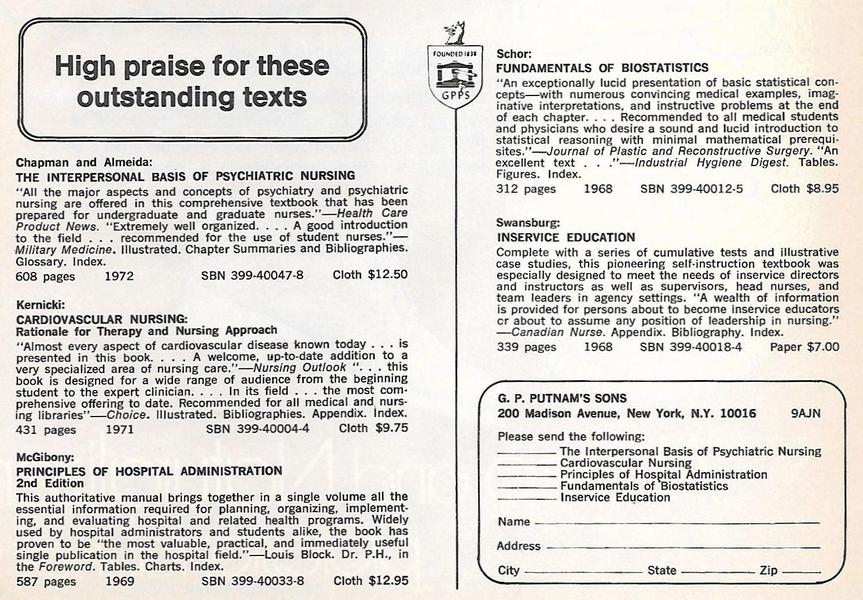 High praise for these
outstanding texts
Chapman and Almeida:
THE INTERPERSONAL BASIS OF PSYCHIATRIC NURSING
“All the major aspects and concepts of psychiatry and psychiatric
nursing are offered in this comprehensive textbook that has been
prepared for undergraduate and graduate nurses.”—Health Care
Product News. “Extremely well organized. . . . A good introduction
to the field . . . recommended for the use of student nurses.”—
Military Medicine. Illustrated. Chapter Summaries and Bibliographies.
Glossary. Index.
608 pages 1972 SBN 399-40047-8 Cloth $12.50
Kernicki:
CARDIOVASCULAR NURSING:
Rationale for Therapy and Nursing Approach
“Almost every aspect of cardiovascular disease known today . . . is
presented in this book. . . . A welcome, up-to-date addition to a
very specialized area of nursing care.”—Nursing Outlook “. . . this
book is designed for a wide range of audience from the beginning
student to the expert clinician. . . . In its field . . . the most com-
prehensive offering to date. Recommended for all medical and nurs-
ing libraries”—Choice. Illustrated. Bibliographies. Appendix. Index.
431 pages 1971 SBN 399-40004-4 Cloth $9.75
McGibony:
PRINCIPLES OF HOSPITAL ADMINISTRATION
2nd Edition
This authoritative manual brings together in a single volume all the
essential information required for planning, organizing, implement-
ing, and evaluating hospital and related health programs. Widely
used by hospital administrators and students alike, the book has
proven to be “the most valuable, practical, and immediately useful
single publication in the hospital field.”—Louis Block. Dr. P.H., in
the Foreword. Tables. Charts. Index.
587 pages 1969 SBN 399-40033-8 Cloth $12.95
FOUNDED 1838
GPPS
Schor:
FUNDAMENTALS OF BIOSTATISTICS
“An exceptionally lucid presentation of basic statistical con-
cepts—with numerous convincing medical examples, imag-
inative interpretations, and instructive problems at the end
of each chapter. . . . Recommended to all medical students
and physicians who desire a sound and lucid introduction to
statistical reasoning with minimal mathematical prerequi-
sites.”—Journal of Plastic and Reconstructive Surgery. “An
excellent text . . .”—Industrial Hygiene Digest. Tables.
Figures. Index.
312 pages 1968 SBN 399-40012-5 Cloth $8.95
Swansburg:
INSERVICE EDUCATION
Complete with a series of cumulative tests and illustrative
case studies, this pioneering self-instruction textbook was
especially designed to meet the needs of inservice directors
and instructors as well as supervisors, head nurses, and
team leaders in agency settings. “A wealth of information
is provided for persons about to become inservice educators
or about to assume any position of leadership in nursing.”
—Canadian Nurse. Appendix. Bibliography. Index.
339 pages 1968 SBN 399-40018-4 Paper $7.00
G. P. PUTNAM'S SONS
200 Madison Avenue, New York, N.Y. 10016 9AJN
Please send the following:
The Interpersonal Basis of Psychiatric Nursing
Cardiovascular Nursing
Principles of Hospital Administration
Fundamentals of Biostatistics
Inservice Education
Name
Address
City State Zip